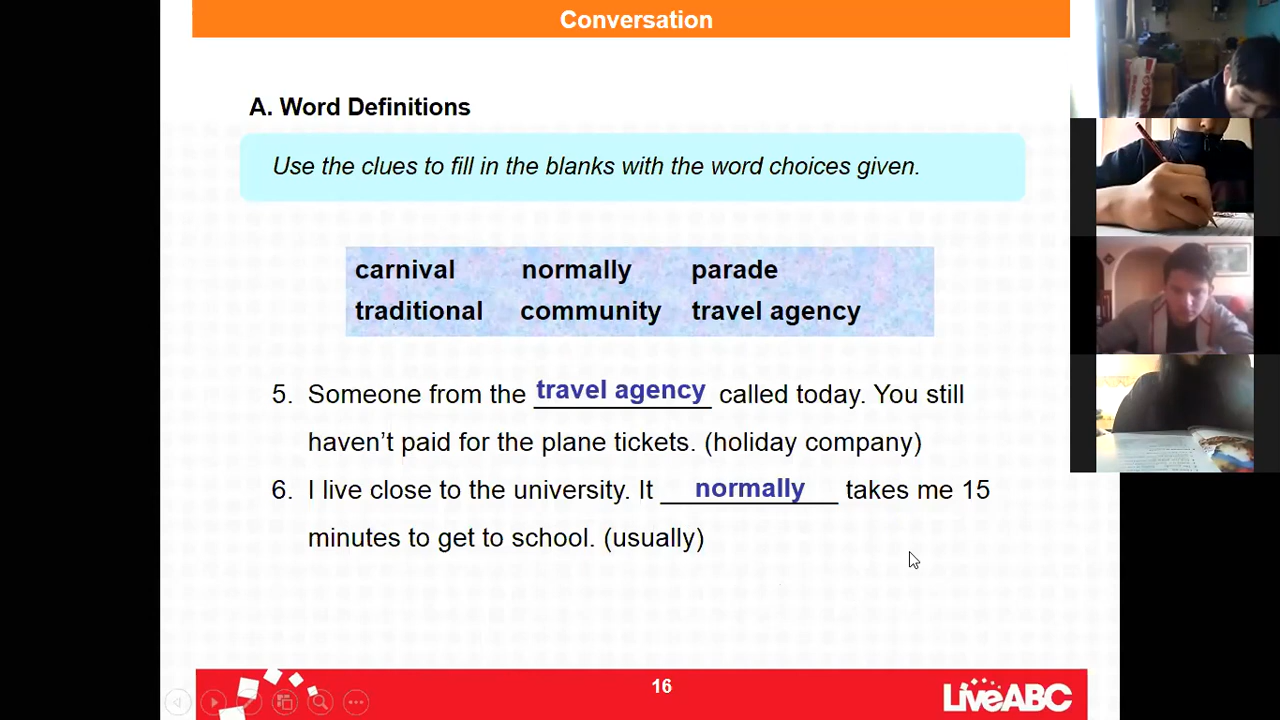 Conversation
A. Word Definitions
Use the clues to fill in the blanks with the word choices given.
carnival normally parade
traditional community travel agency
5. Someone from the travel agency called today. You still
haven’t paid for the plane tickets. (holiday company)
6. I live close to the university. It normally takes me 15
minutes to get to school. (usually)
16
LiveABC